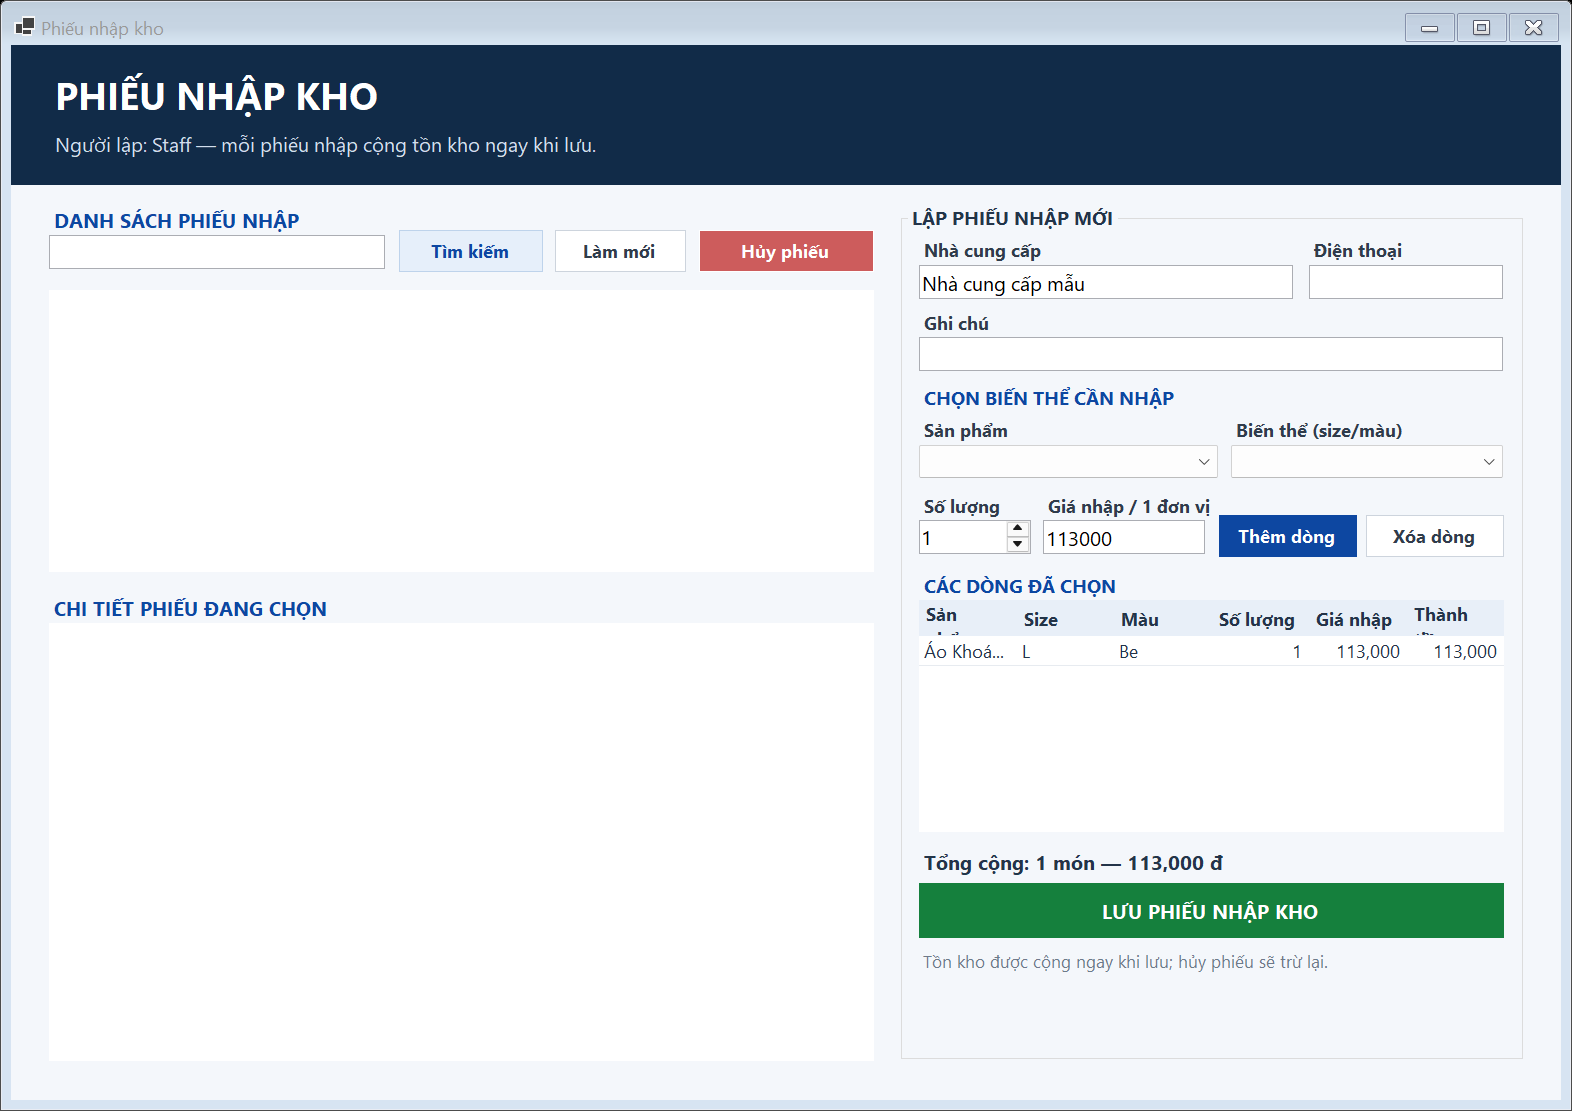 Phiếu nhập kho
PHIẾU NHẬP KHO
Người lập: Staff — mỗi phiếu nhập cộng tồn kho ngay khi lưu.
DANH SÁCH PHIẾU NHẬP
Tìm kiếm
Làm mới
Hủy phiếu
CHI TIẾT PHIẾU ĐANG CHỌN
LẬP PHIẾU NHẬP MỚI
Nhà cung cấp
Điện thoại
Nhà cung cấp mẫu
Ghi chú
CHỌN BIẾN THỂ CẦN NHẬP
Sản phẩm
Biến thể (size/màu)
Số lượng
Giá nhập / 1 đơn vị
1
113000
Thêm dòng
Xóa dòng
CÁC DÒNG ĐÃ CHỌN
Sản Size Màu Số lượng Giá nhập Thành
Áo Khoá... L Be 1 113,000 113,000
Tổng cộng: 1 món — 113,000 đ
LƯU PHIẾU NHẬP KHO
Tồn kho được cộng ngay khi lưu; hủy phiếu sẽ trừ lại.